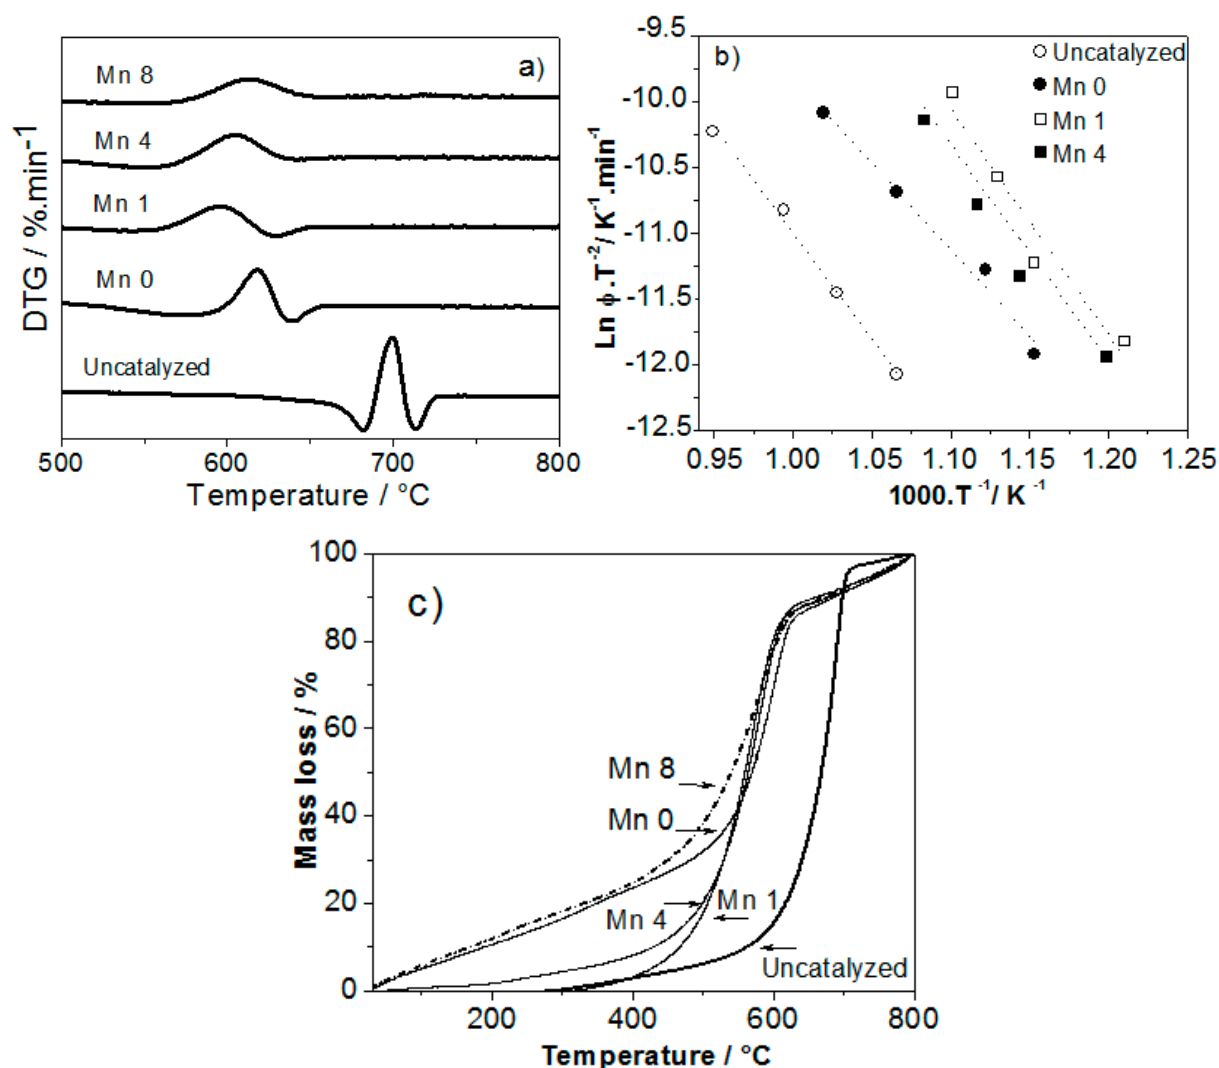 a)
Mn 8
Mn 4
Mn 1
Mn 0
Uncatalyzed
DTG / %.min-1
500 600 700 800
Temperature / °C
b)
Uncatalyzed
Mn 0
Mn 1
Mn 4
-9.5
-10.0
-10.5
-11.0
-11.5
-12.0
-12.5
Ln ϕ.T-2/ K-1.min-1
0.95 1.00 1.05 1.10 1.15 1.20 1.25
1000.T -1/ K -1
c)
100
80
60
40
20
0
Mass loss / %
Mn 8
Mn 0
Mn 4
Mn 1
Uncatalyzed
200 400 600 800
Temperature / °C